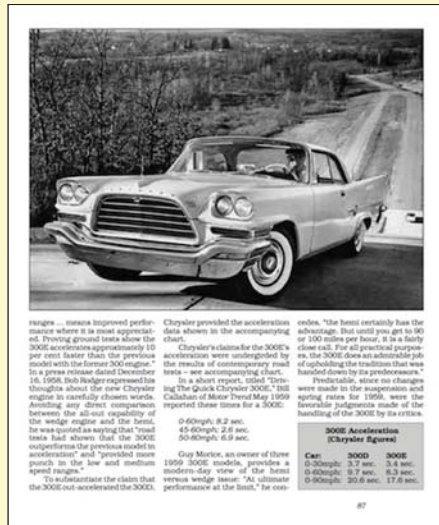 ranges ... means improved perfor-
mance where it is most appreciat-
ed. Proving ground tests show the
300E accelerates approximately 10
per cent faster than the previous
model with the former 300 engine."
In a press release dated December
16, 1958, Bob Rodger expressed his
thoughts about the new Chrysler
engine in carefully chosen words.
Avoiding any direct comparison
between the all-out capability of
the wedge engine and the hemi,
he was quoted as saying that "road
tests had shown that the 300E
outperforms the previous model in
acceleration" and "provided more
punch in the low and medium
speed ranges."
To substantiate the claim that
the 300E out-accelerated the 300D,
Chrysler provided the acceleration
data shown in the accompanying
chart.
Chrysler's claims for the 300E's
acceleration were undergirded by
the results of contemporary road
tests – see accompanying chart.
In a short report, titled "Driv-
ing The Quick Chrysler 300E," Bill
Callahan of Motor Trend May 1959
reported these times for a 300E:
0-60mph: 8.2 sec.
45-60mph: 2.6 sec.
50-80mph: 6.9 sec.
Guy Morice, an owner of three
1959 300E models, provides a
modern-day view of the hemi
versus wedge issue: "At ultimate
performance at the limit," he con-
cedes, "the hemi certainly has the
advantage. But until you get to 90
or 100 miles per hour, it is a fairly
close call. For all practical purpos-
es, the 300E does an admirable job
of upholding the tradition that was
handed down by its predecessors."
Predictable, since no changes
were made in the suspension and
spring rates for 1959, were the
favorable judgments made of the
handling of the 300E by its critics.
300E Acceleration
(Chrysler figures)
Car: 300D 300E
0-30mph: 3.7 sec. 3.4 sec.
0-60mph: 9.7 sec. 8.3 sec.
0-90mph: 20.6 sec. 17.6 sec.
87